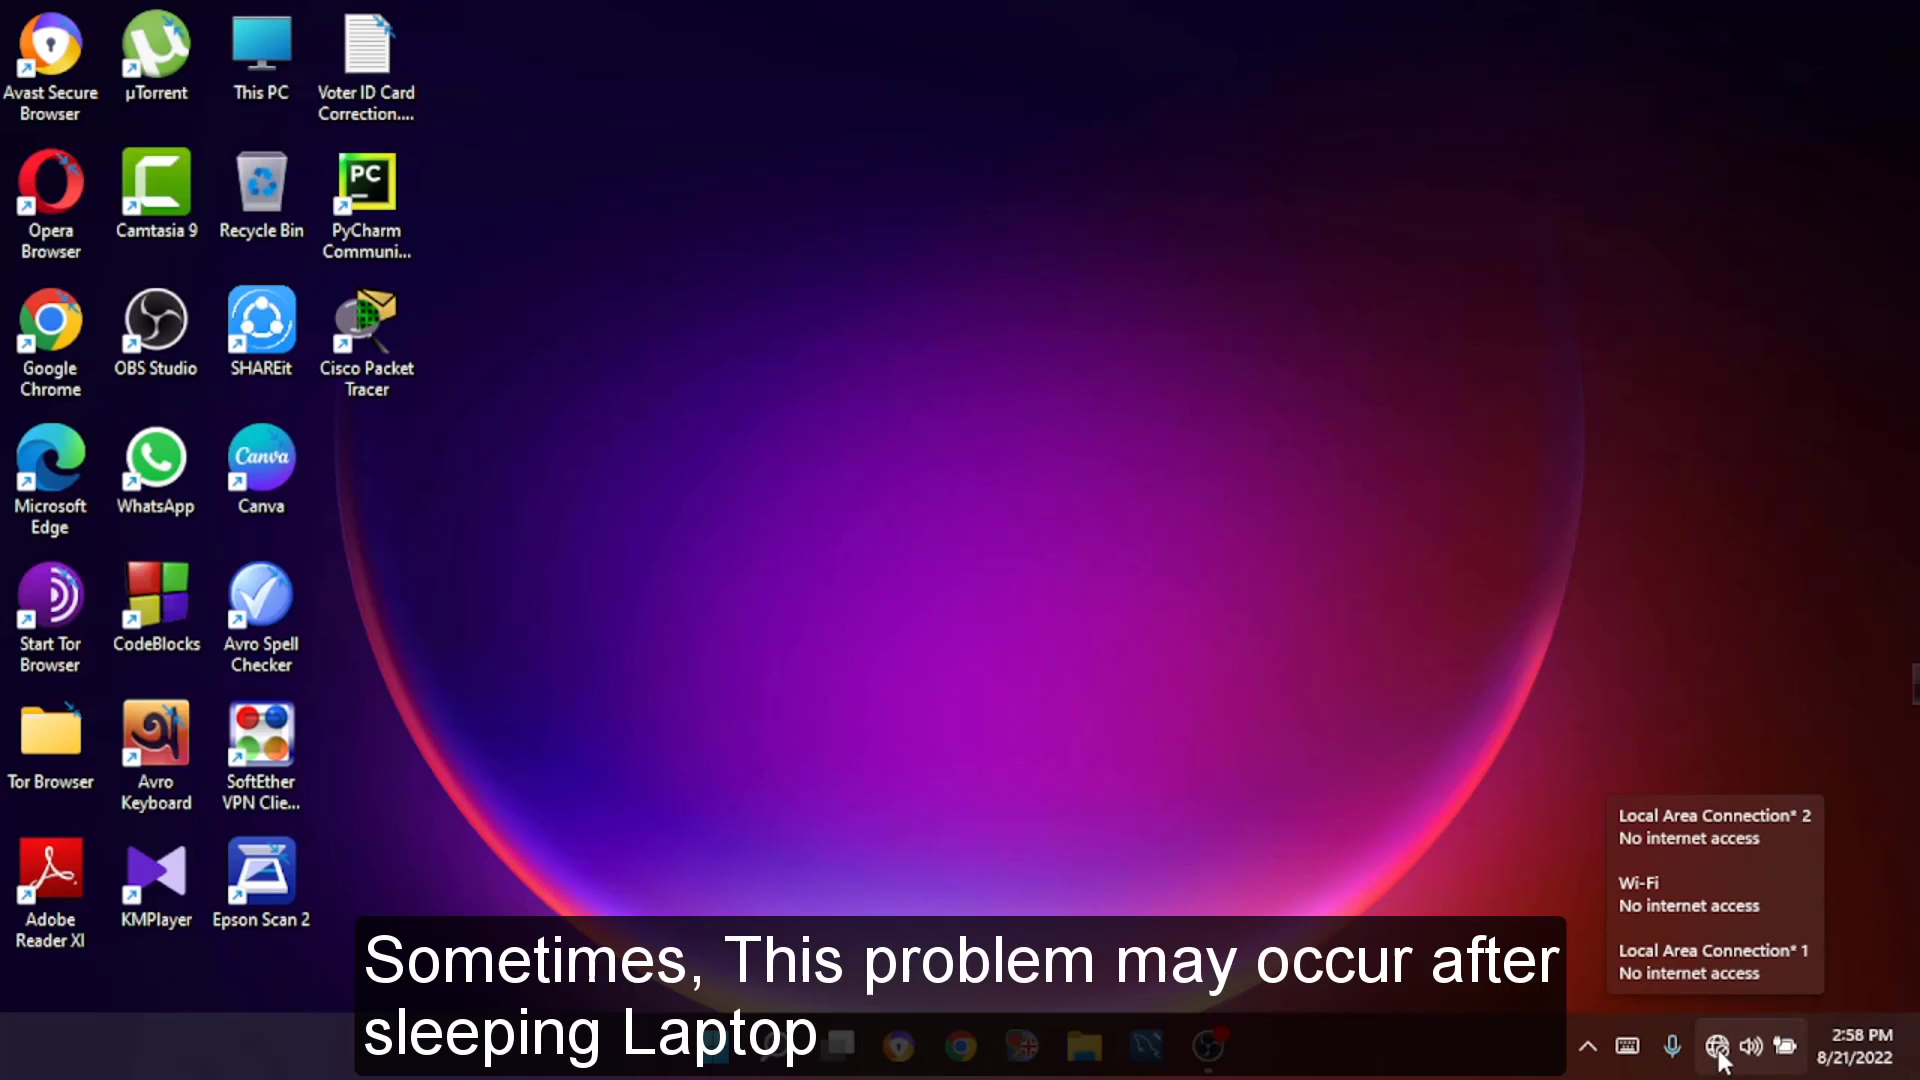 Avast Secure
Browser
µTorrent
This PC
Voter ID Card
Correction....
Opera
Browser
Camtasia 9
Recycle Bin
PC
PyCharm
Communi...
Google
Chrome
OBS Studio
SHAREit
Cisco Packet
Tracer
Microsoft
Edge
WhatsApp
Canva
Canva
Start Tor
Browser
CodeBlocks
Avro Spell
Checker
Tor Browser
Avro
Keyboard
SoftEther
VPN Clie...
Adobe
Reader XI
KMPlayer
Epson Scan 2
Local Area Connection* 2
No internet access
Wi-Fi
No internet access
Local Area Connection* 1
No internet access
Sometimes, This problem may occur after
sleeping Laptop
2:58 PM
8/21/2022